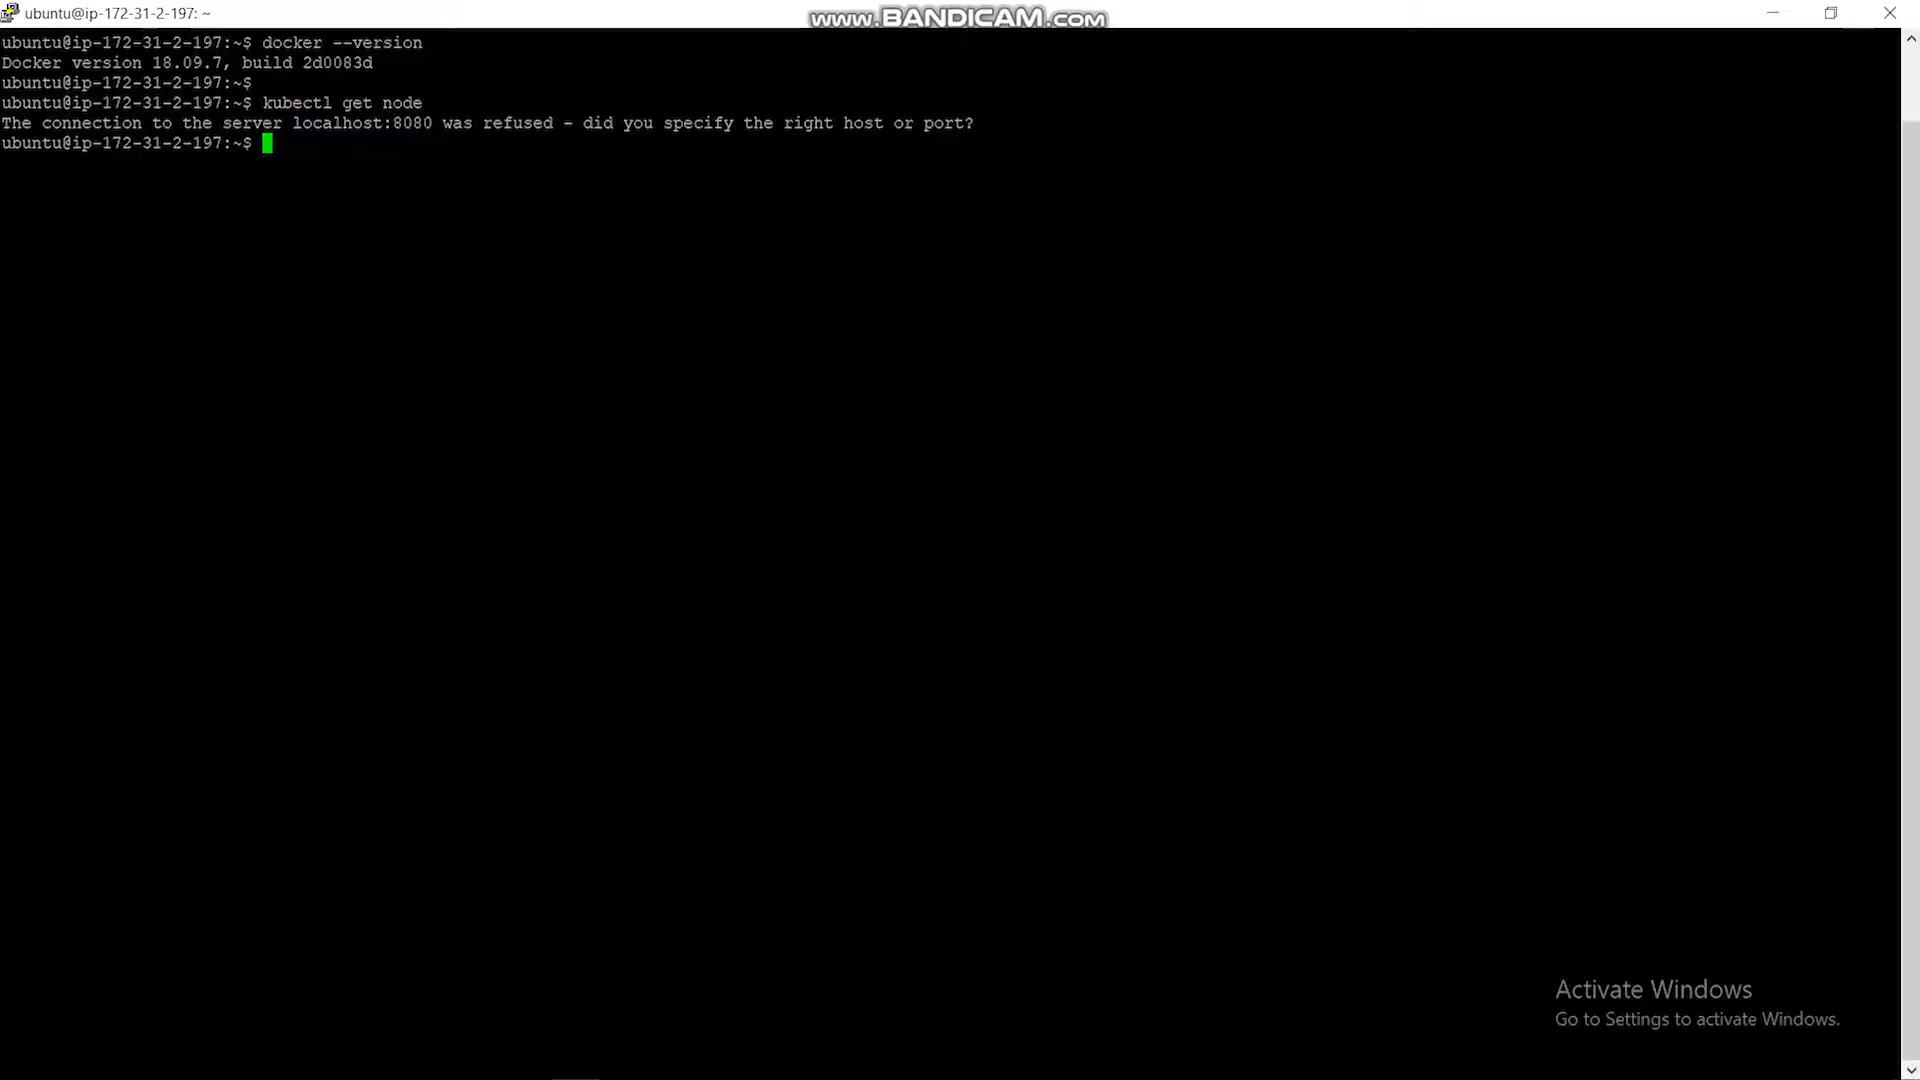 ubuntu@ip-172-31-2-197: ~
www.BANDICAM.com
ubuntu@ip-172-31-2-197:~$ docker --version
Docker version 18.09.7, build 2d0083d
ubuntu@ip-172-31-2-197:~$
ubuntu@ip-172-31-2-197:~$ kubectl get node
The connection to the server localhost:8080 was refused - did you specify the right host or port?
ubuntu@ip-172-31-2-197:~$
Activate Windows
Go to Settings to activate Windows.